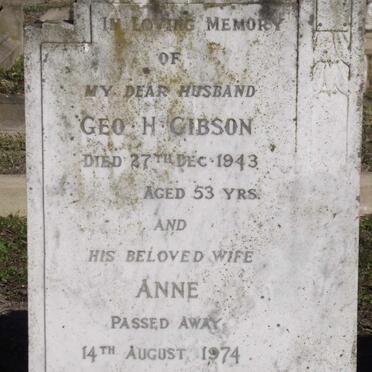 IN LOVING MEMORY
OF
MY DEAR HUSBAND
GEO. H. GIBSON
DIED 27TH DEC. 1943
AGED 53 YRS.
AND
HIS BELOVED WIFE
ANNE
PASSED AWAY
14TH AUGUST, 1974